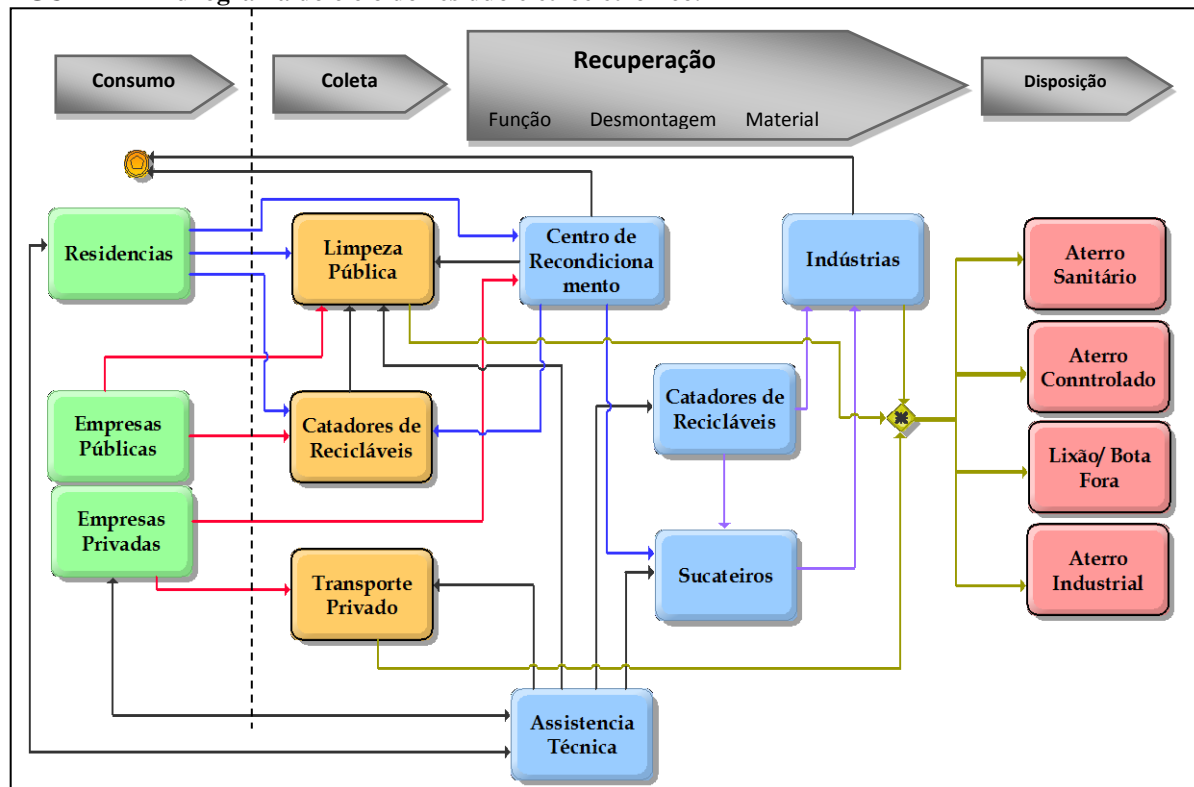 Consumo
Coleta
Recuperação
Função Desmontagem Material
Disposição
Residencias
Limpeza
Pública
Centro de
Recondiciona
mento
Indústrias
Aterro
Sanitário
Aterro
Conntrolado
Empresas
Públicas
Catadores de
Recicláveis
Catadores de
Recicláveis
Lixão/ Bota
Fora
Empresas
Privadas
Transporte
Privado
Sucateiros
Aterro
Industrial
Assistencia
Técnica